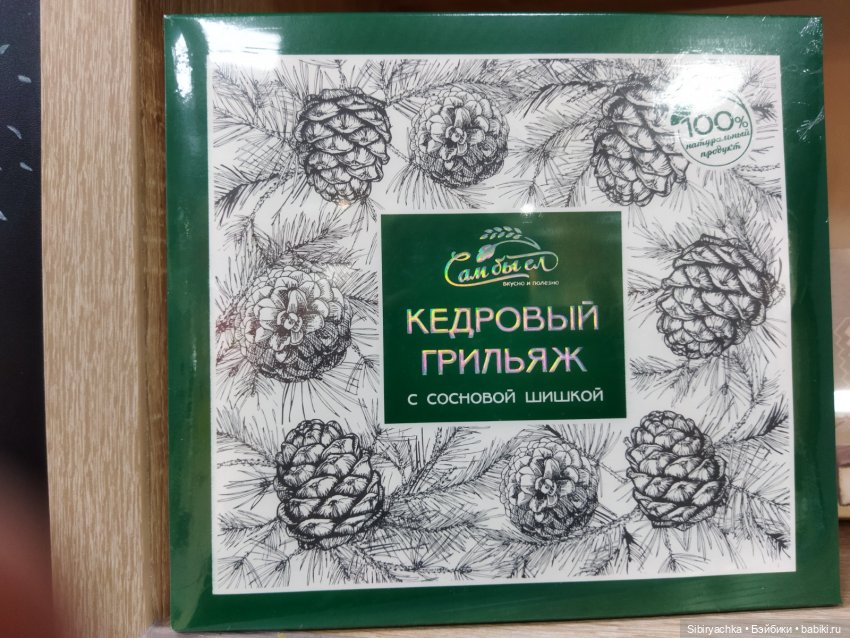 100%
натуральный
продукт
Сам бы ел
вкусно и полезно
КЕДРОВЫЙ
ГРИЛЬЯЖ
С СОСНОВОЙ ШИШКОЙ
Sibiryachka • Бэйбики • babiki.ru